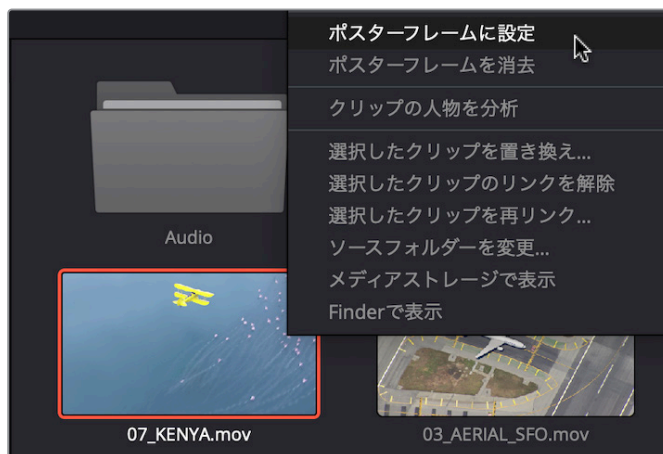 ポスターフレームに設定
ポスターフレームを消去
クリップの人物を分析
選択したクリップを置き換え...
選択したクリップのリンクを解除
選択したクリップを再リンク...
ソースフォルダーを変更...
メディアストレージで表示
Finderで表示
Audio
07_KENYA.mov
03_AERIAL_SFO.mov